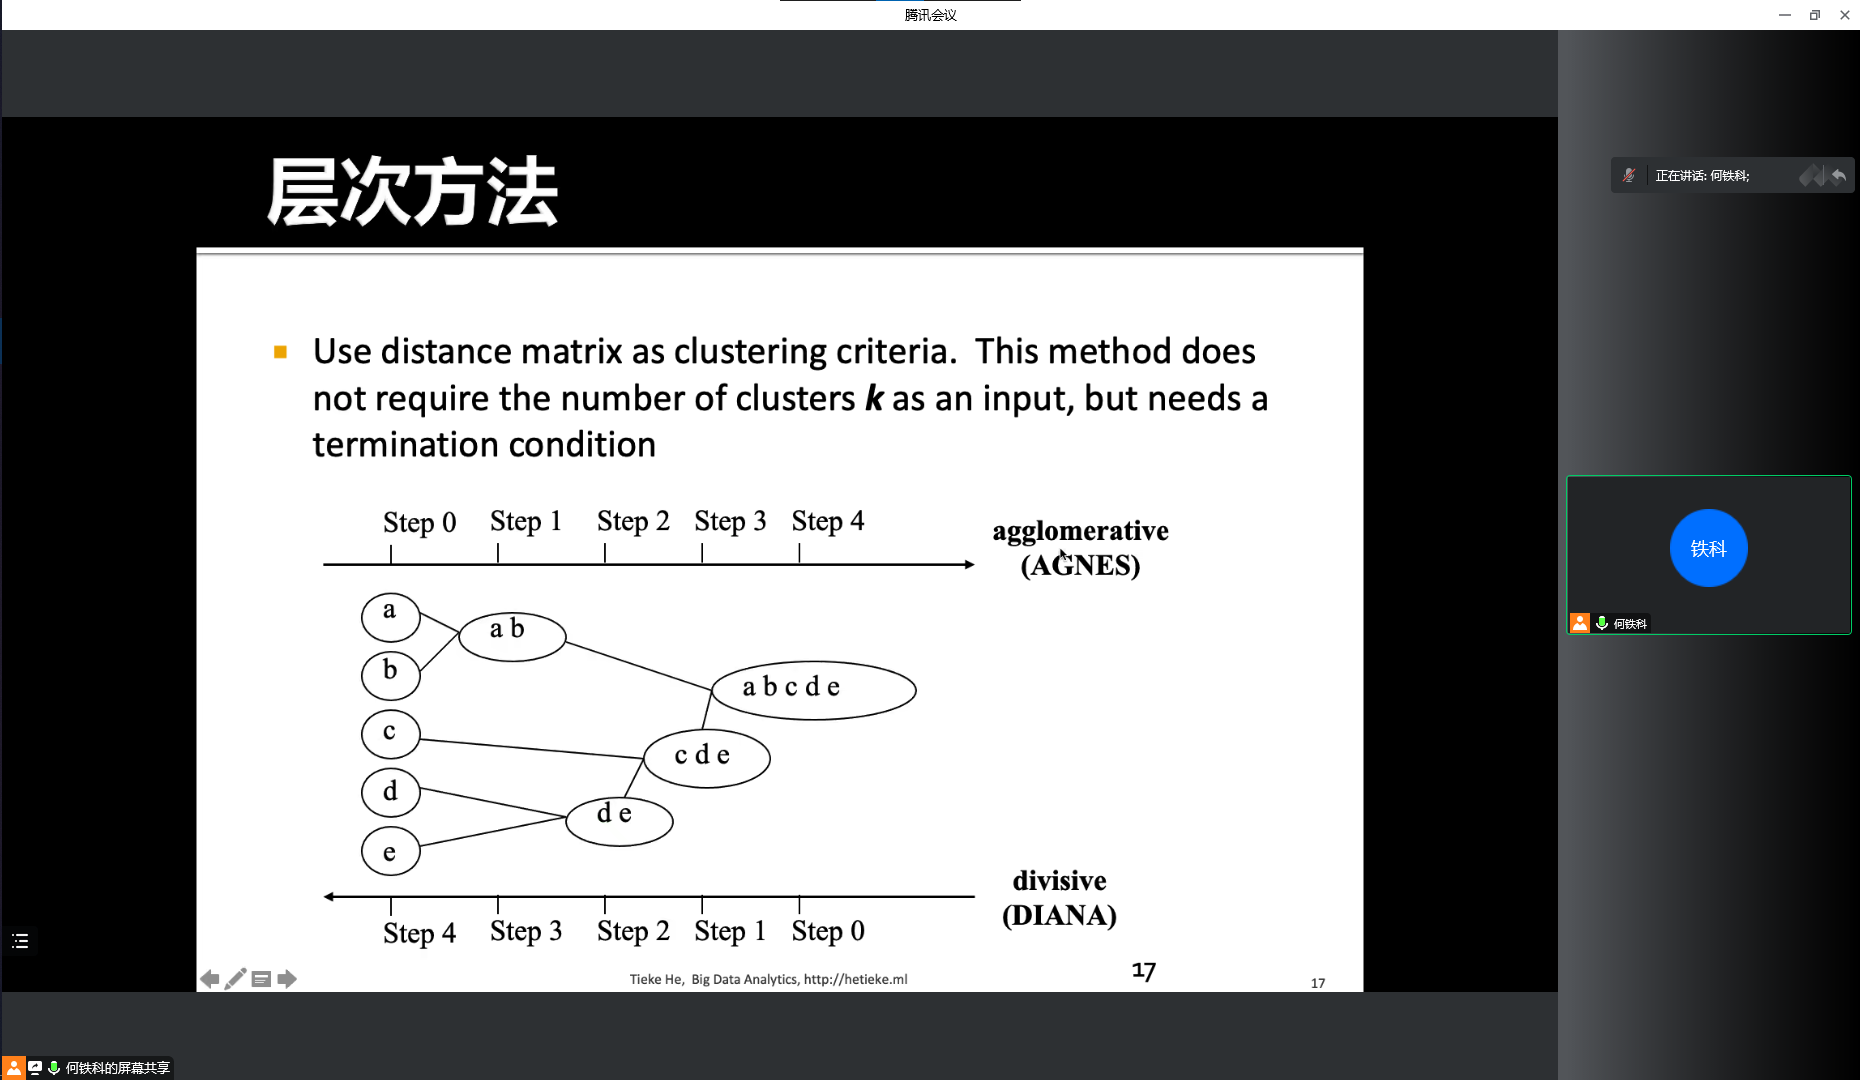 腾讯会议
层次方法
正在讲话: 何铁科;
Use distance matrix as clustering criteria. This method does
not require the number of clusters k as an input, but needs a
termination condition
Step 0 Step 1 Step 2 Step 3 Step 4
agglomerative
(AGNES)
a
a b
b
a b c d e
c
c d e
d
d e
e
铁科
何铁科
divisive
(DIANA)
Step 4 Step 3 Step 2 Step 1 Step 0
Tieke He, Big Data Analytics, http://hetieke.ml
17
17
何铁科的屏幕共享